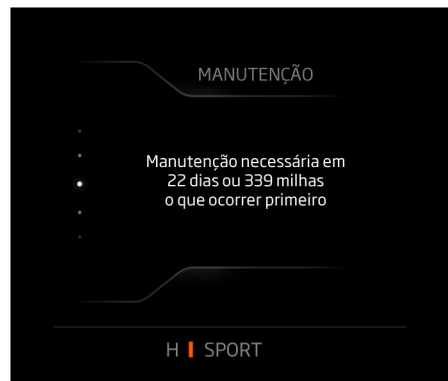 MANUTENÇÃO
Manutenção necessária em
22 dias ou 339 milhas
o que ocorrer primeiro
H SPORT